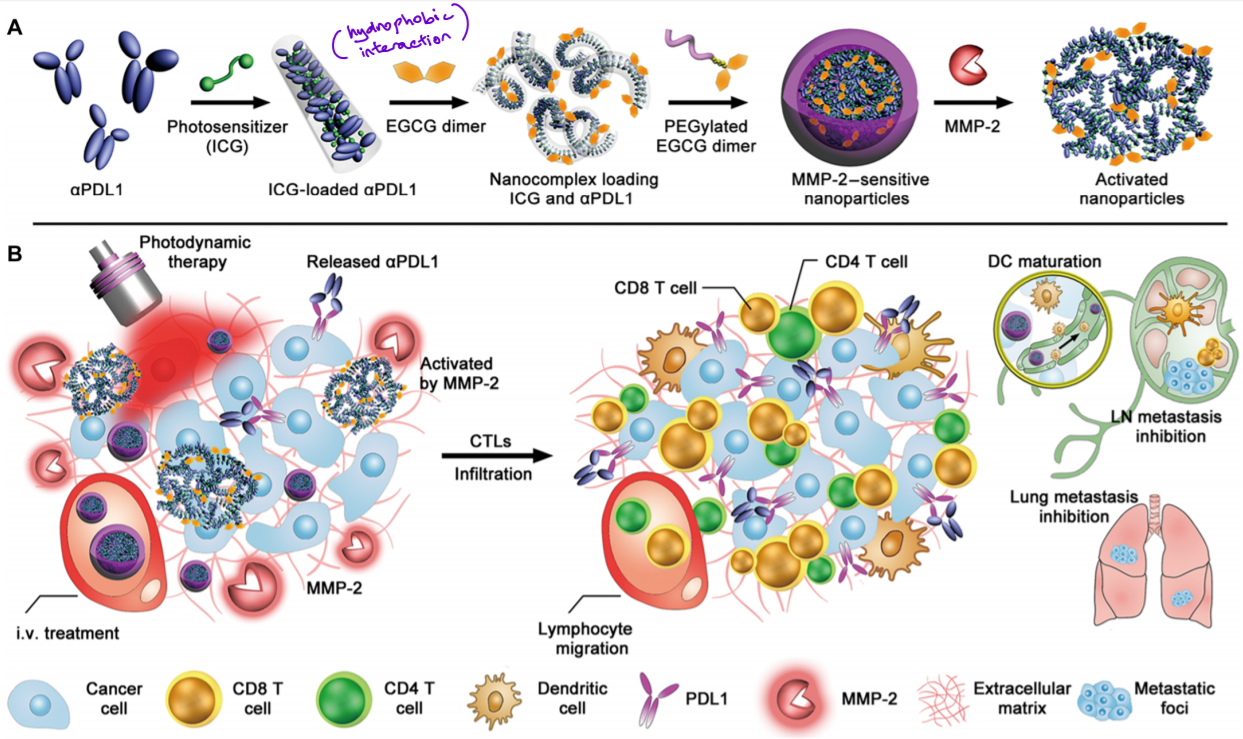 A
(hydrophobic
interaction)
Photosensitizer
(ICG)
EGCG dimer
PEGylated
EGCG dimer
MMP-2
αPDL1
ICG-loaded αPDL1
Nanocomplex loading
ICG and αPDL1
MMP-2–sensitive
nanoparticles
Activated
nanoparticles
B
Photodynamic
therapy
Released αPDL1
Activated
by MMP-2
MMP-2
i.v. treatment
CTLs
Infiltration
CD8 T cell
CD4 T cell
Lymphocyte
migration
DC maturation
LN metastasis
inhibition
Lung metastasis
inhibition
Cancer
cell
CD8 T
cell
CD4 T
cell
Dendritic
cell
PDL1
MMP-2
Extracellular
matrix
Metastatic
foci